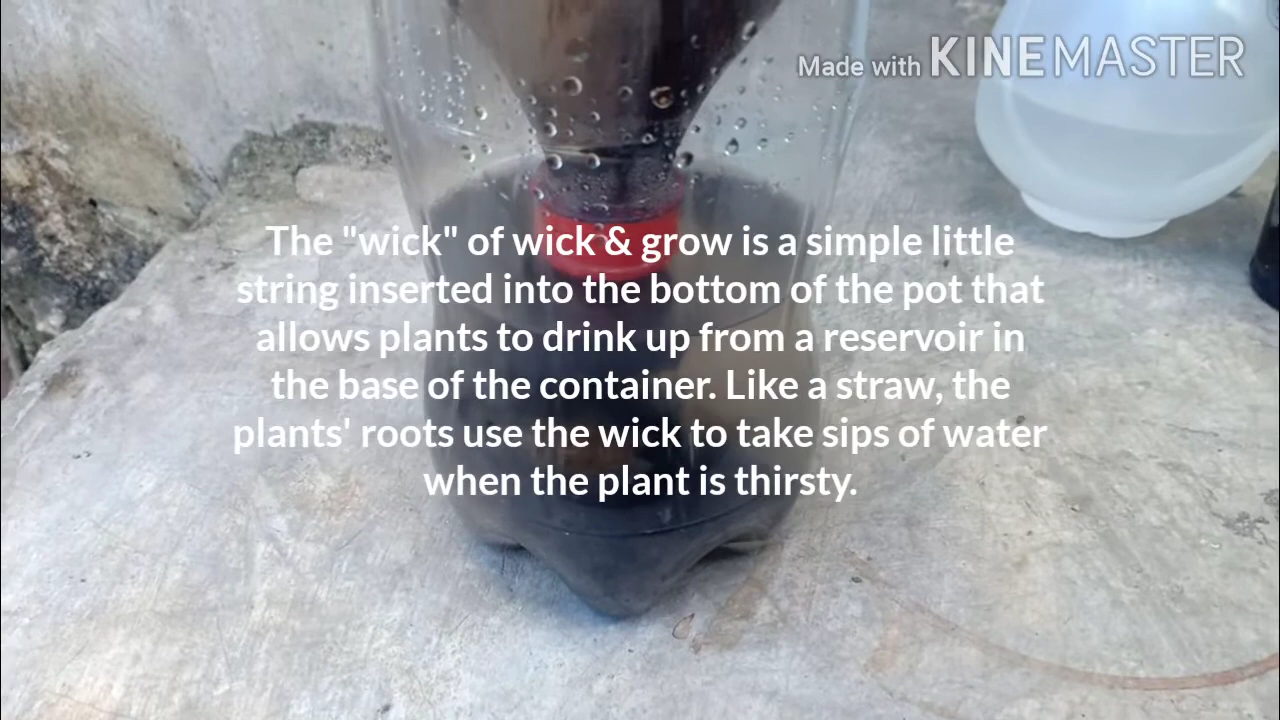 Made with KINEMASTER
The "wick" of wick & grow is a simple little
string inserted into the bottom of the pot that
allows plants to drink up from a reservoir in
the base of the container. Like a straw, the
plants' roots use the wick to take sips of water
when the plant is thirsty.